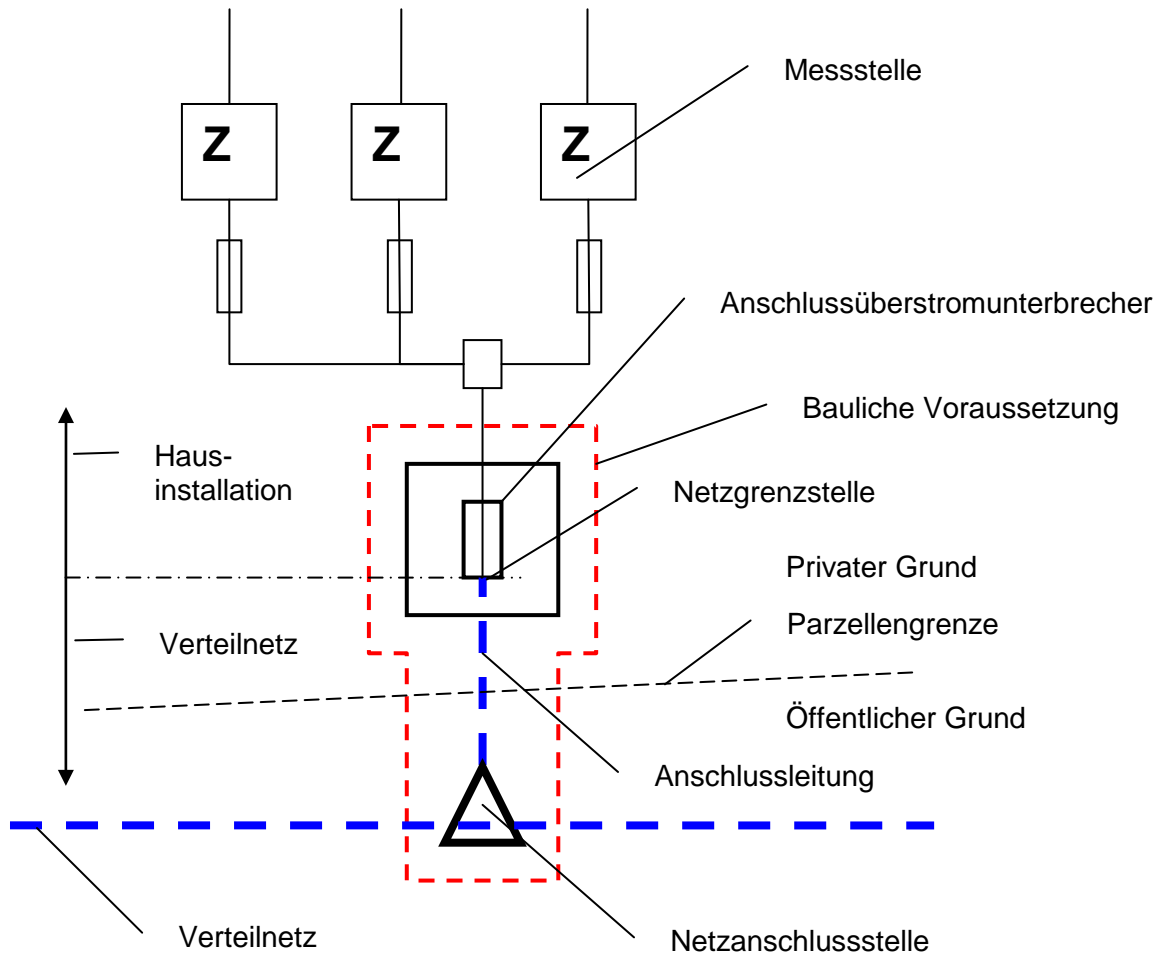 Messstelle
Z Z Z
Anschlussüberstromunterbrecher
Bauliche Voraussetzung
Haus-
installation
Netzgrenzstelle
Privater Grund
Parzellengrenze
Verteilnetz
Öffentlicher Grund
Anschlussleitung
Verteilnetz
Netzanschlussstelle